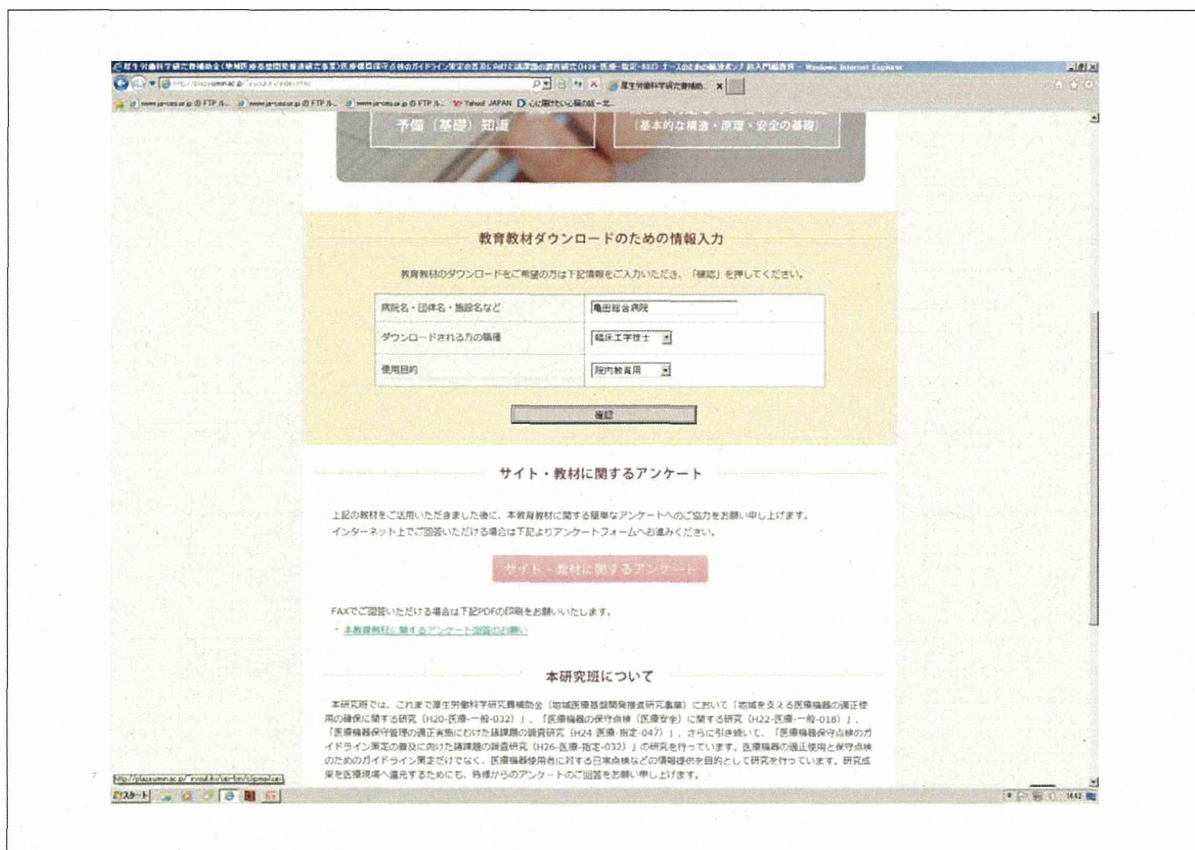 予備（基礎）知識
（基本的な構造・原理・安全の基礎）
教育教材ダウンロードのための情報入力
教育教材のダウンロードをご希望の方は下記情報をご入力いただき、「確認」を押してください。
病院名・団体名・施設名など
亀田総合病院
ダウンロードされる方の職種
臨床工学技士
使用目的
院内教育用
確認
サイト・教材に関するアンケート
上記の教材をご活用いただきました後に、本教育教材に関する簡単なアンケートへのご協力をお願い申し上げます。
インターネット上でご回答いただける場合は下記よりアンケートフォームへお進みください。
サイト・教材に関するアンケート
FAXでご回答いただける場合は下記PDFの印刷をお願いいたします。
・本教育教材に関するアンケート回答のお願い
本研究班について
本研究班では、これまで厚生労働科学研究費補助金（地域医療基盤開発推進研究事業）において「地域を支える医療機器の適正使
用の確保に関する研究（H20-医療-一般-032）」、「医療機器の保守点検（医療安全）に関する研究（H22-医療-一般-018）」、
「医療機器保守管理の適正実施にむけた諸課題の調査研究（H24-医療-指定-047）」、さらに引き続いて、「医療機器保守点検のガ
イドライン策定の普及に向けた諸課題の調査研究（H26-医療-指定-032）」の研究を行っています。医療機器の適正使用と保守点検
のためのガイドライン策定だけでなく、医療機器使用者に対する日常点検などの情報提供を目的として研究を行っています。研究成
果を医療現場へ還元するためにも、皆様からのアンケートのご回答をお願い申し上げます。
スタート
14:42